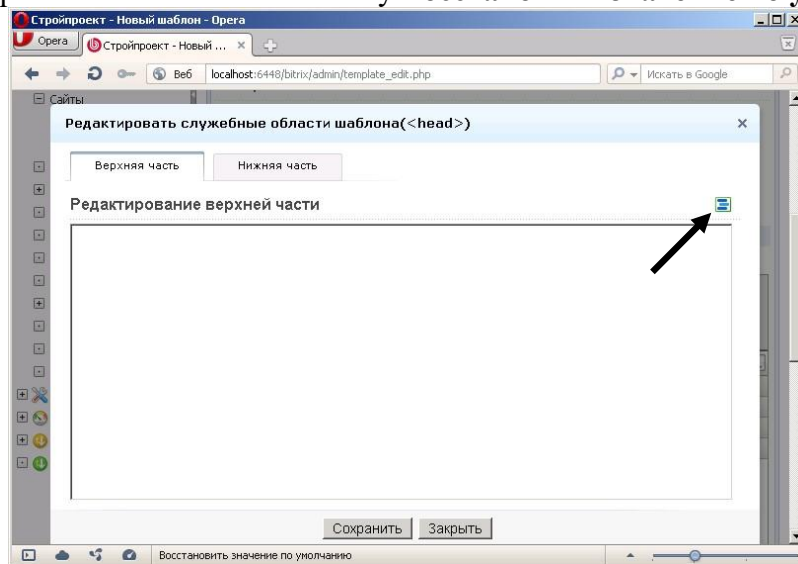 Стройпроект - Новый шаблон - Opera
Opera
Стройпроект - Новый ...
Веб
localhost:6448/bitrix/admin/template_edit.php
Искать в Google
Сайты
Редактировать служебные области шаблона(<head>)
Верхняя часть
Нижняя часть
Редактирование верхней части
Сохранить
Закрыть
Восстановить значение по умолчанию